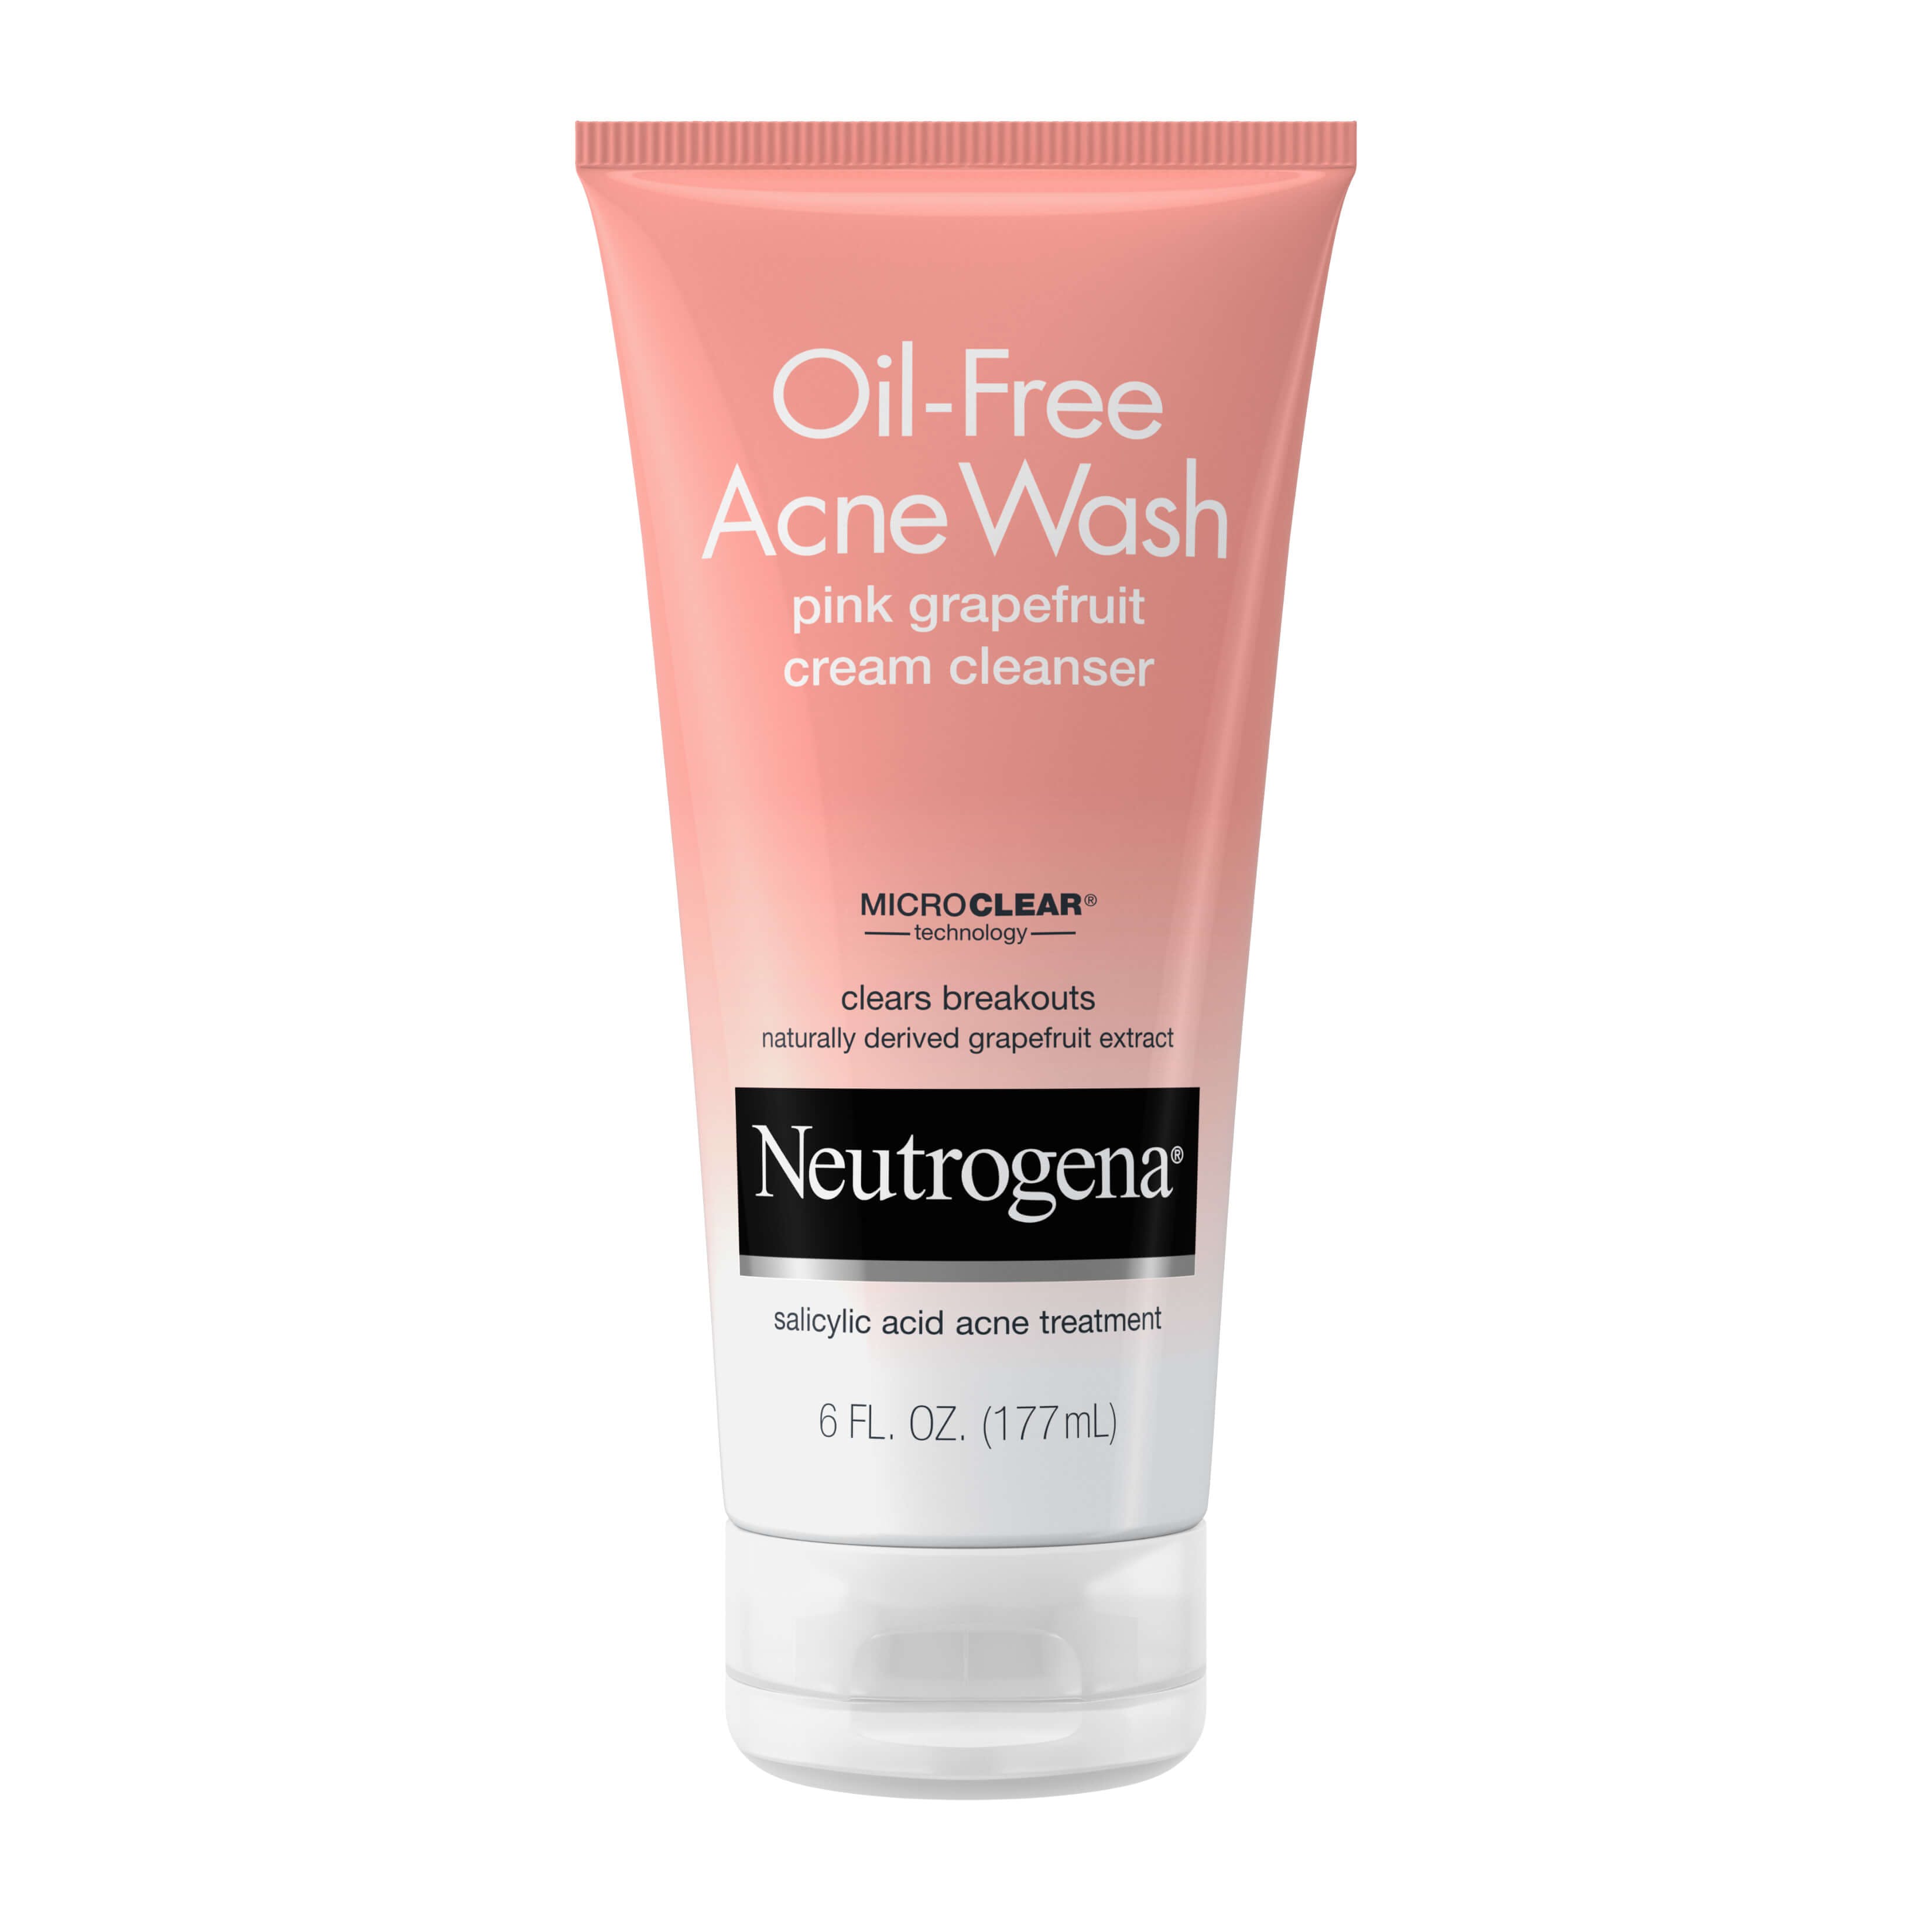 Oil-Free
Acne Wash
pink grapefruit
cream cleanser
MICROCLEAR®
technology
clears breakouts
naturally derived grapefruit extract
Neutrogena®
salicylic acid acne treatment
6 FL. OZ. (177mL)